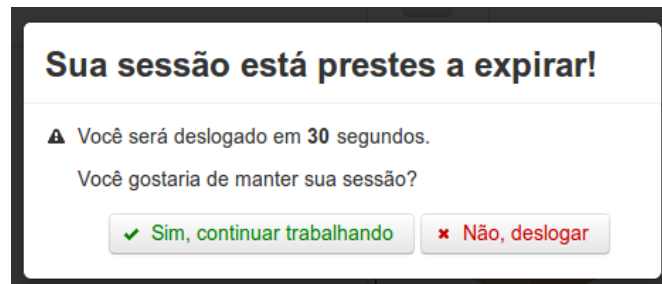 Sua sessão está prestes a expirar!
Você será deslogado em 30 segundos.
Você gostaria de manter sua sessão?
Sim, continuar trabalhando
Não, deslogar